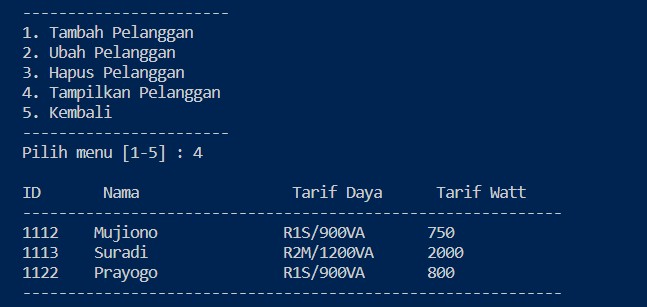 -----------------------
1. Tambah Pelanggan
2. Ubah Pelanggan
3. Hapus Pelanggan
4. Tampilkan Pelanggan
5. Kembali
-----------------------
Pilih menu [1-5] : 4
ID       Nama                 Tarif Daya      Tarif Watt
------------------------------------------------------------
1112    Mujiono              R1S/900VA       750
1113    Suradi               R2M/1200VA      2000
1122    Prayogo              R1S/900VA       800
------------------------------------------------------------